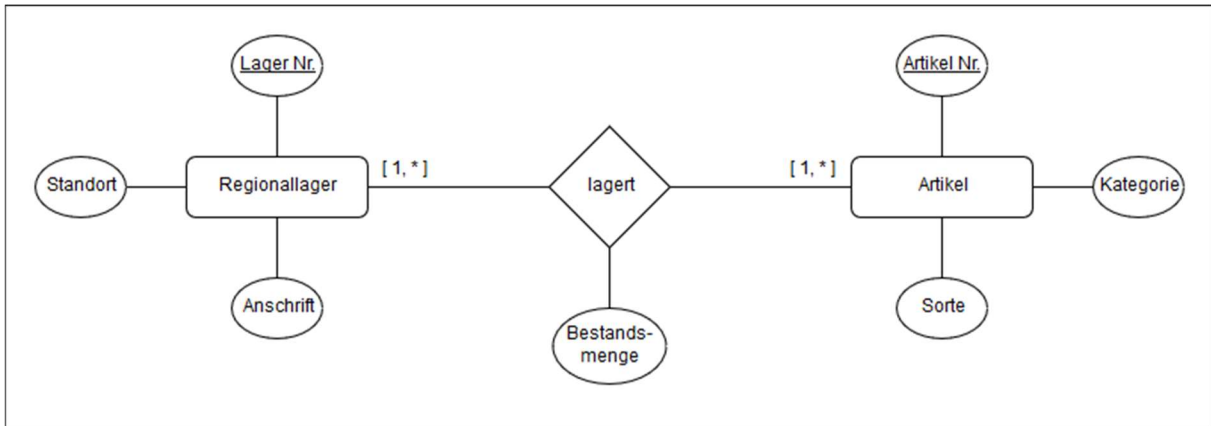 Lager Nr.
Artikel Nr.
Standort
Regionallager
[ 1, * ]
lagert
[ 1, * ]
Artikel
Kategorie
Anschrift
Bestands-
menge
Sorte